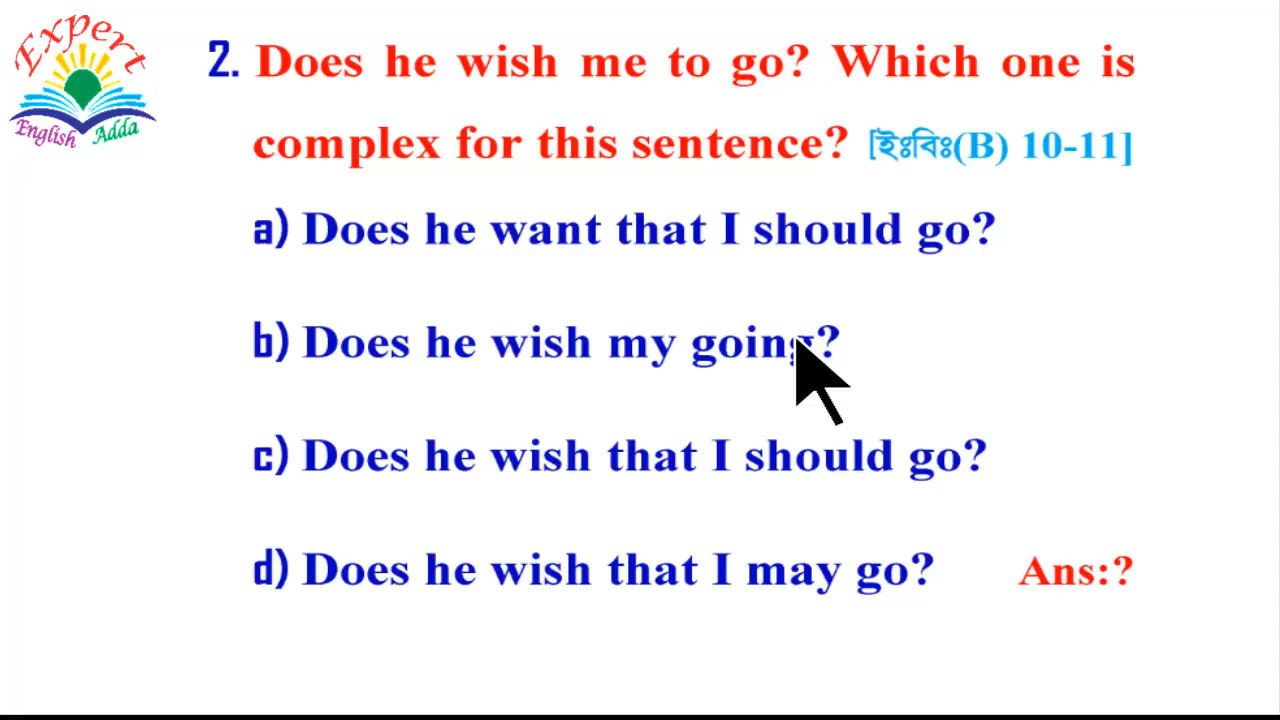 Expert
English Adda
2. Does he wish me to go? Which one is
complex for this sentence? [ইঃবিঃ(B) 10-11]
a) Does he want that I should go?
b) Does he wish my going?
c) Does he wish that I should go?
d) Does he wish that I may go? Ans:?